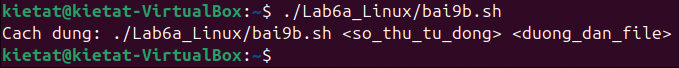 kietat@kietat-VirtualBox:~$ ./Lab6a_Linux/bai9b.sh
Cach dung: ./Lab6a_Linux/bai9b.sh <so_thu_tu_dong> <duong_dan_file>
kietat@kietat-VirtualBox:~$